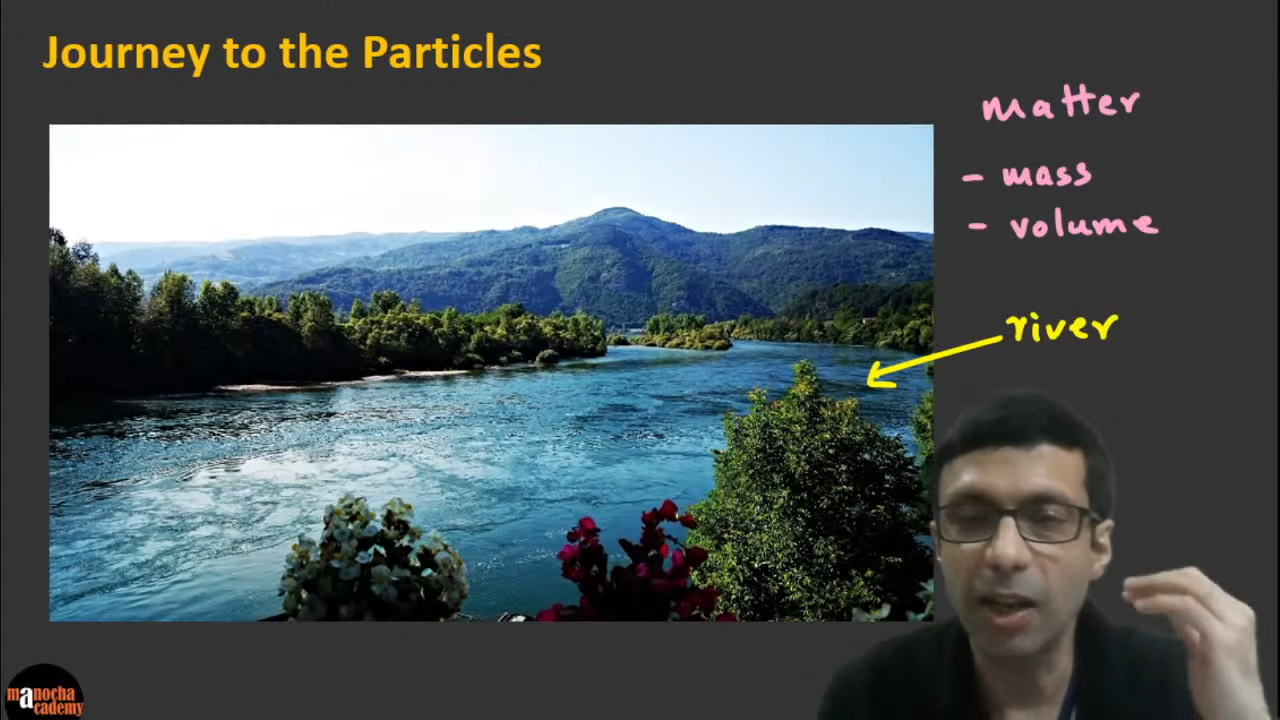 Journey to the Particles
matter
- mass
- volume
river
manocha
academy